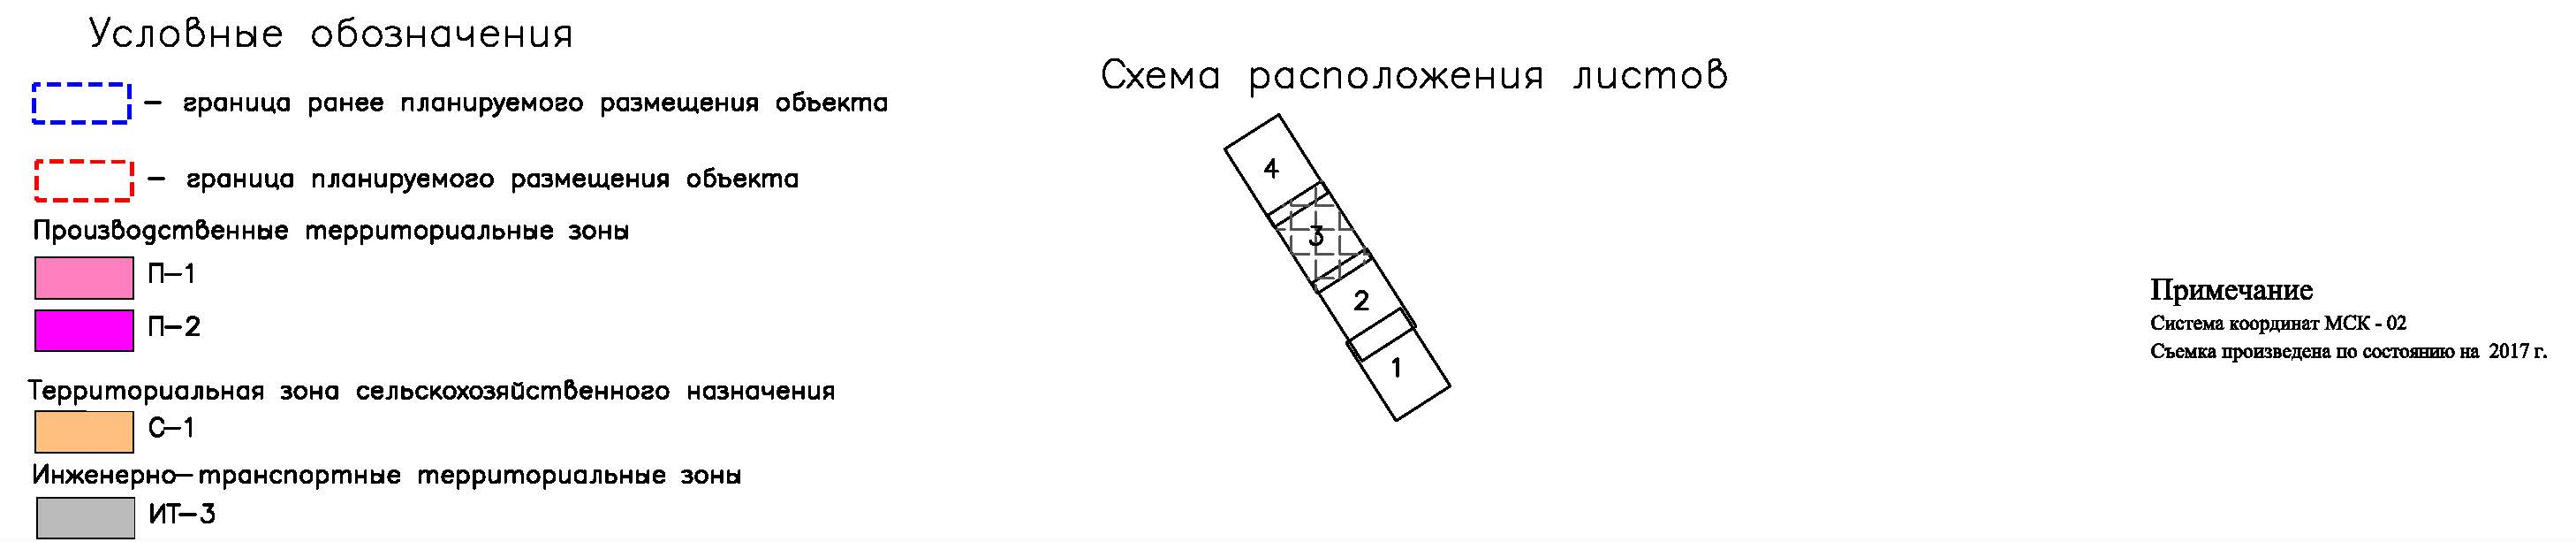 Условные обозначения
– граница ранее планируемого размещения объекта
– граница планируемого размещения объекта
Производственные территориальные зоны
П–1
П–2
Территориальная зона сельскохозяйственного назначения
С–1
Инженерно–транспортные территориальные зоны
ИТ–3
Схема расположения листов
4
3
2
1
Примечание
Система координат МСК - 02
Съемка произведена по состоянию на 2017 г.